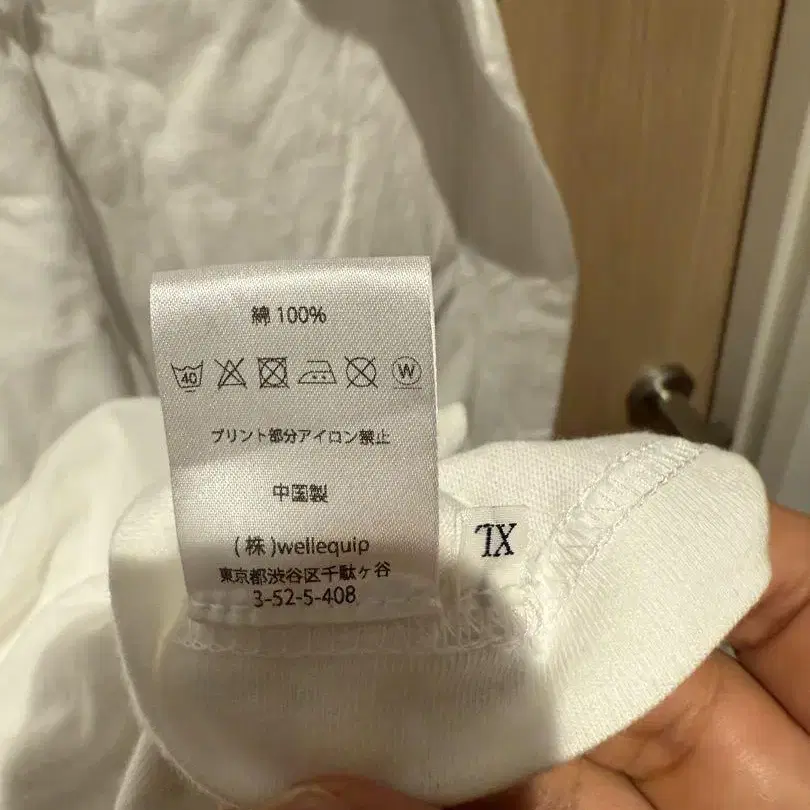 綿 100%
40 W
プリント部分アイロン禁止
中国製
(株)wellequip
東京都渋谷区千駄ヶ谷
3-52-5-408
XL